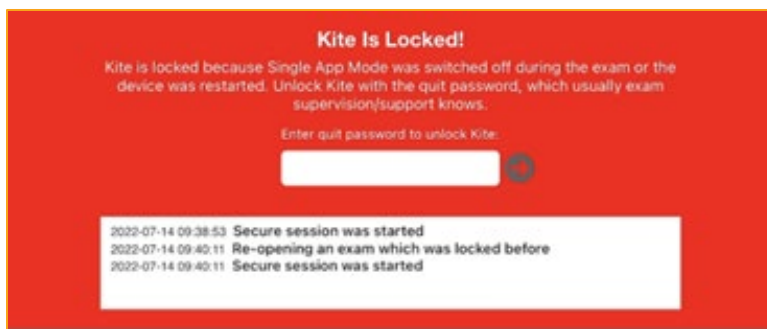 Kite Is Locked!
Kite is locked because Single App Mode was switched off during the exam or the
device was restarted. Unlock Kite with the quit password, which usually exam
supervision/support knows.
Enter quit password to unlock Kite:
2022-07-14 09:38:53 Secure session was started
2022-07-14 09:40:11 Re-opening an exam which was locked before
2022-07-14 09:40:11 Secure session was started